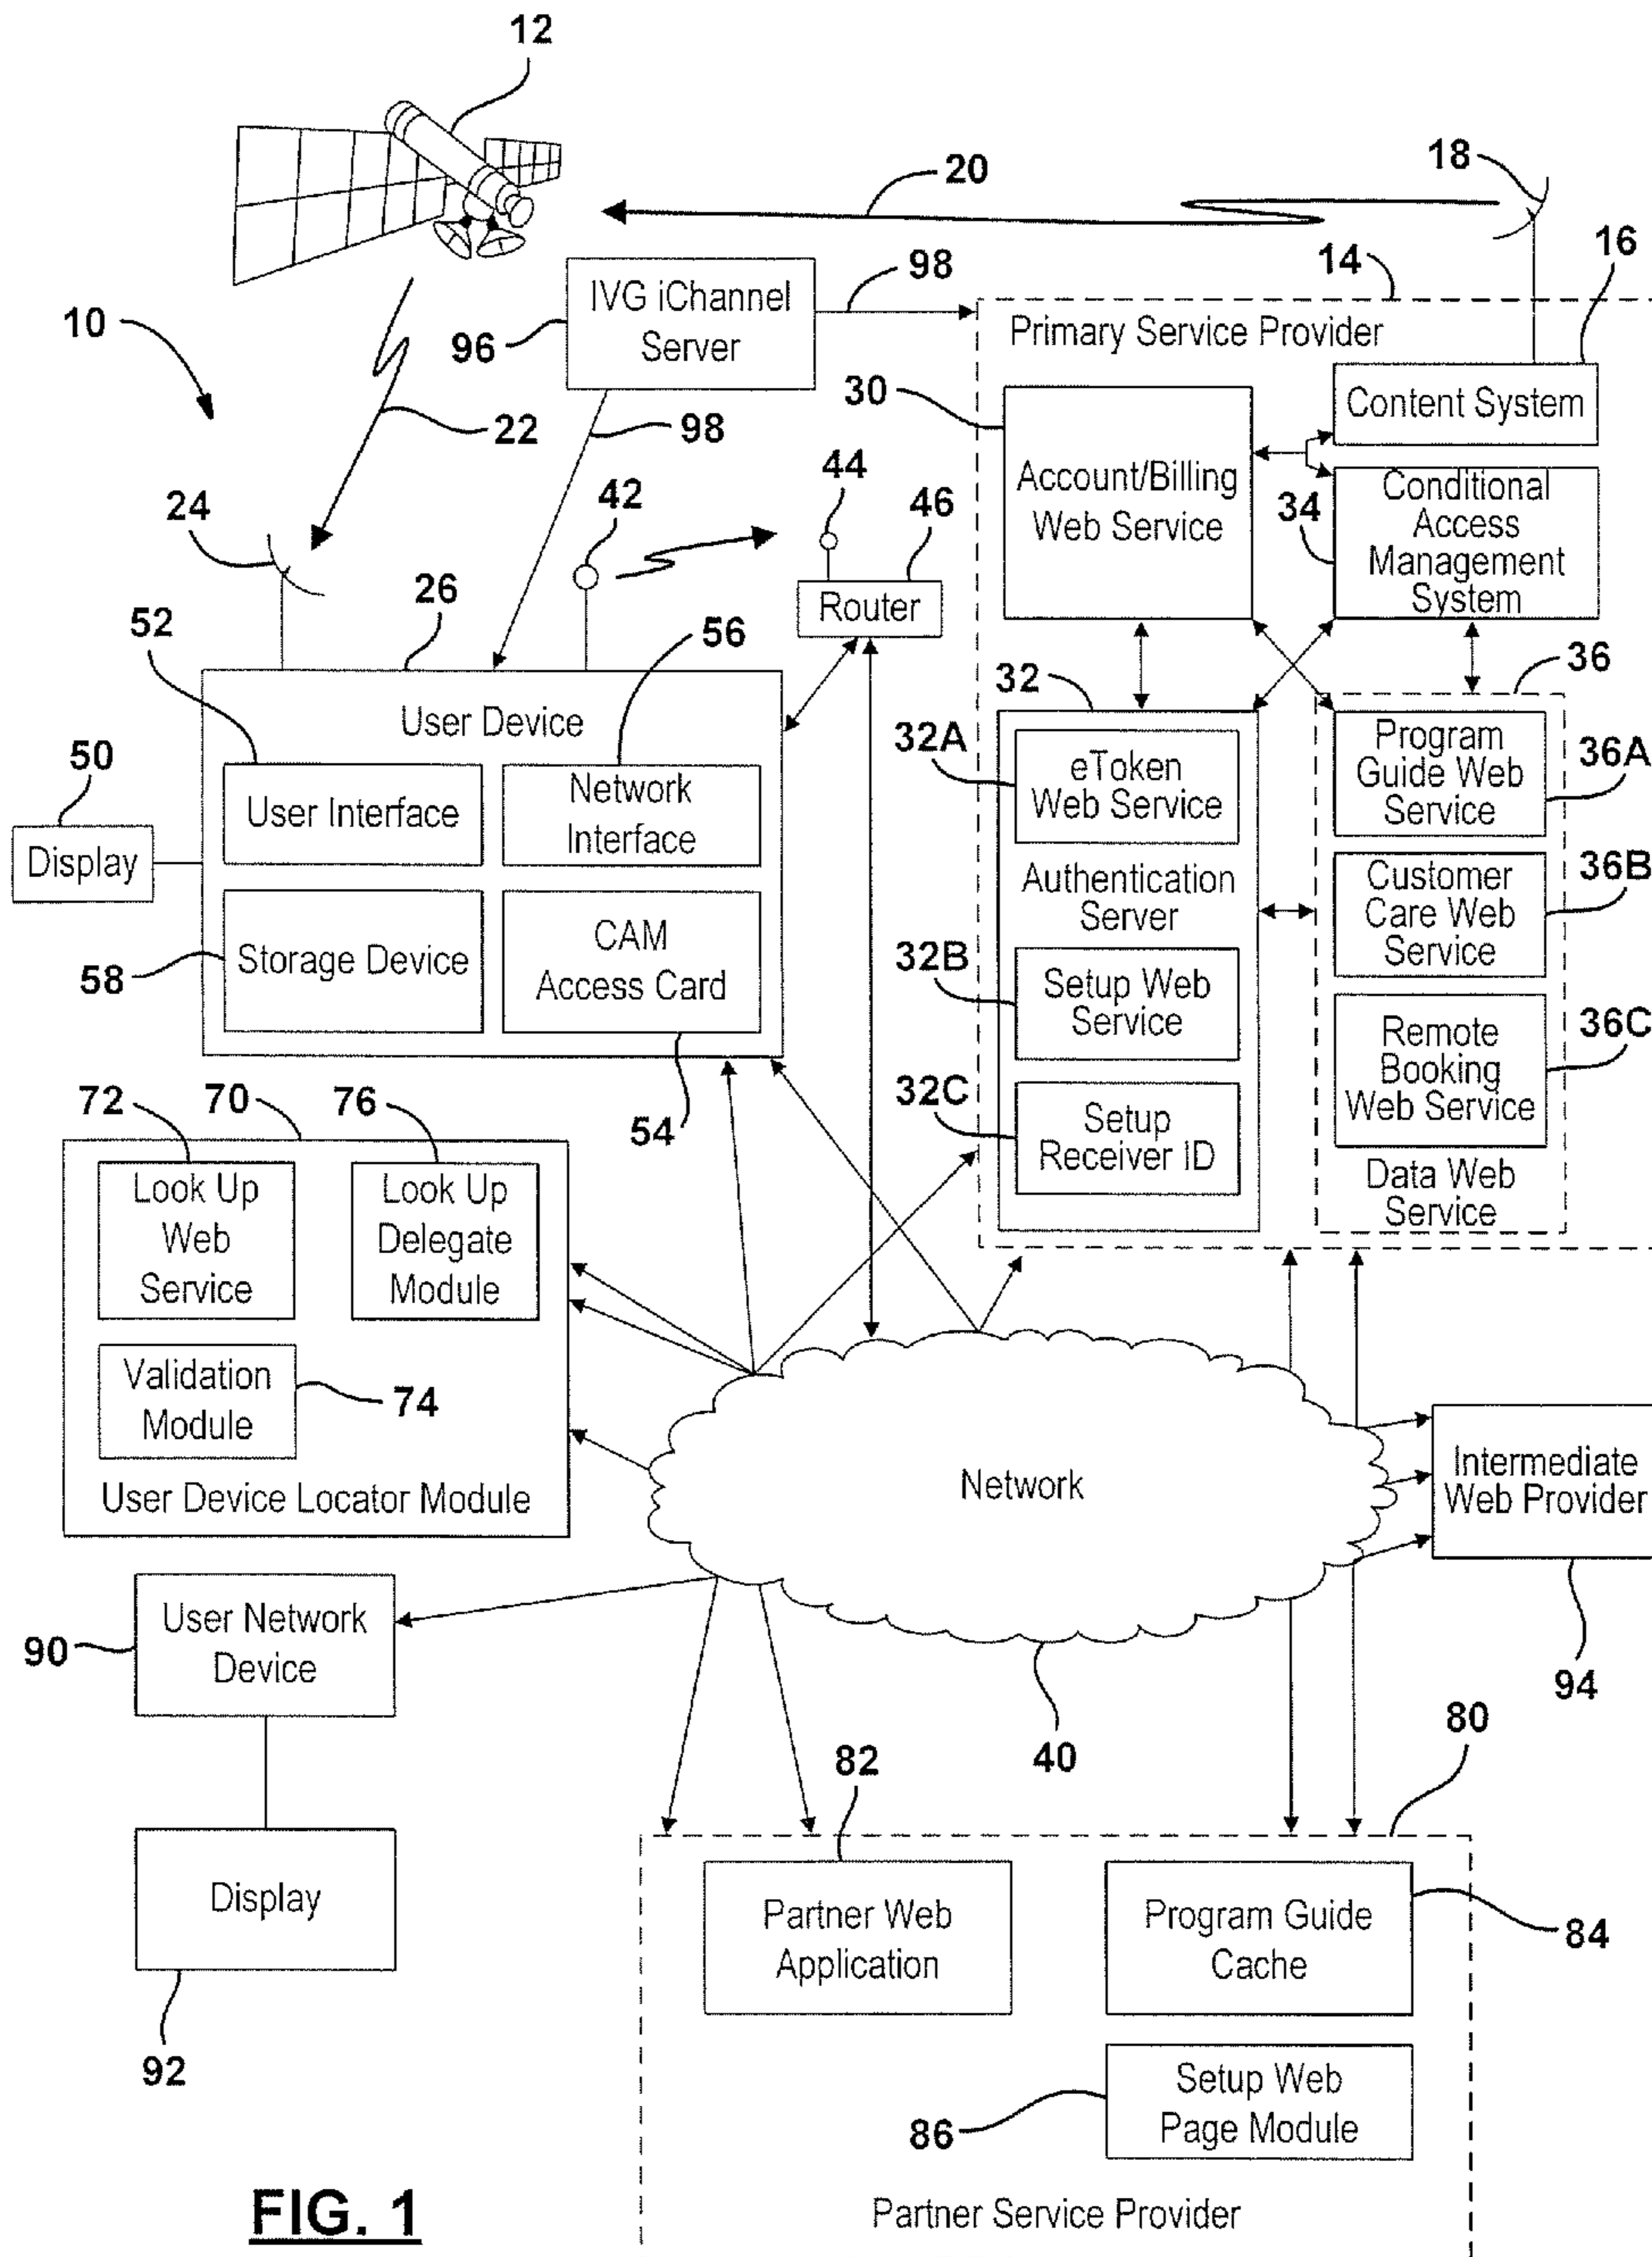 12
20
18
16
14
98
IVG iChannel
Server
96
10
22
98
Primary Service Provider
30
Content System
Account/Billing
Web Service
34
Conditional
Access
Management
System
24
42
44
46
Router
52
26
56
36
32
User Device
50
Display
User Interface
Network
Interface
58
Storage Device
CAM
Access Card
54
32A
eToken
Web Service
Authentication
Server
32B
Setup Web
Service
32C
Setup
Receiver ID
Program
Guide Web
Service
36A
Customer
Care Web
Service
36B
Remote
Booking
Web Service
36C
Data Web
Service
72
70
76
Look Up
Web
Service
Look Up
Delegate
Module
Validation
Module
74
User Device Locator Module
Network
40
Intermediate
Web Provider
94
User Network
Device
90
Display
92
80
82
Partner Web
Application
Program Guide
Cache
84
Setup Web
Page Module
86
Partner Service Provider
FIG. 1